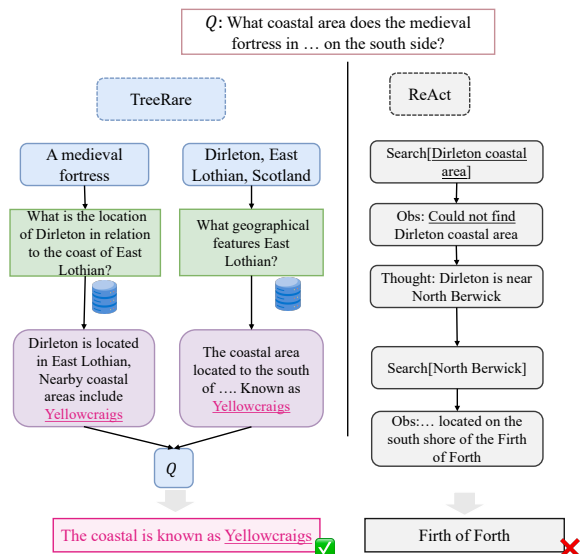 Q: What coastal area does the medieval
fortress in … on the south side?
TreeRare
A medieval
fortress
Dirleton, East
Lothian, Scotland
What is the location
of Dirleton in relation
to the coast of East
Lothian?
What geographical
features East
Lothian?
Dirleton is located
in East Lothian,
Nearby coastal
areas include
Yellowcraigs
The coastal area
located to the south
of …. Known as
Yellowcraigs
Q
The coastal is known as Yellowcraigs
ReAct
Search[Dirleton coastal
area]
Obs: Could not find
Dirleton coastal area
Thought: Dirleton is near
North Berwick
Search[North Berwick]
Obs:… located on the
south shore of the Firth
of Forth
Firth of Forth